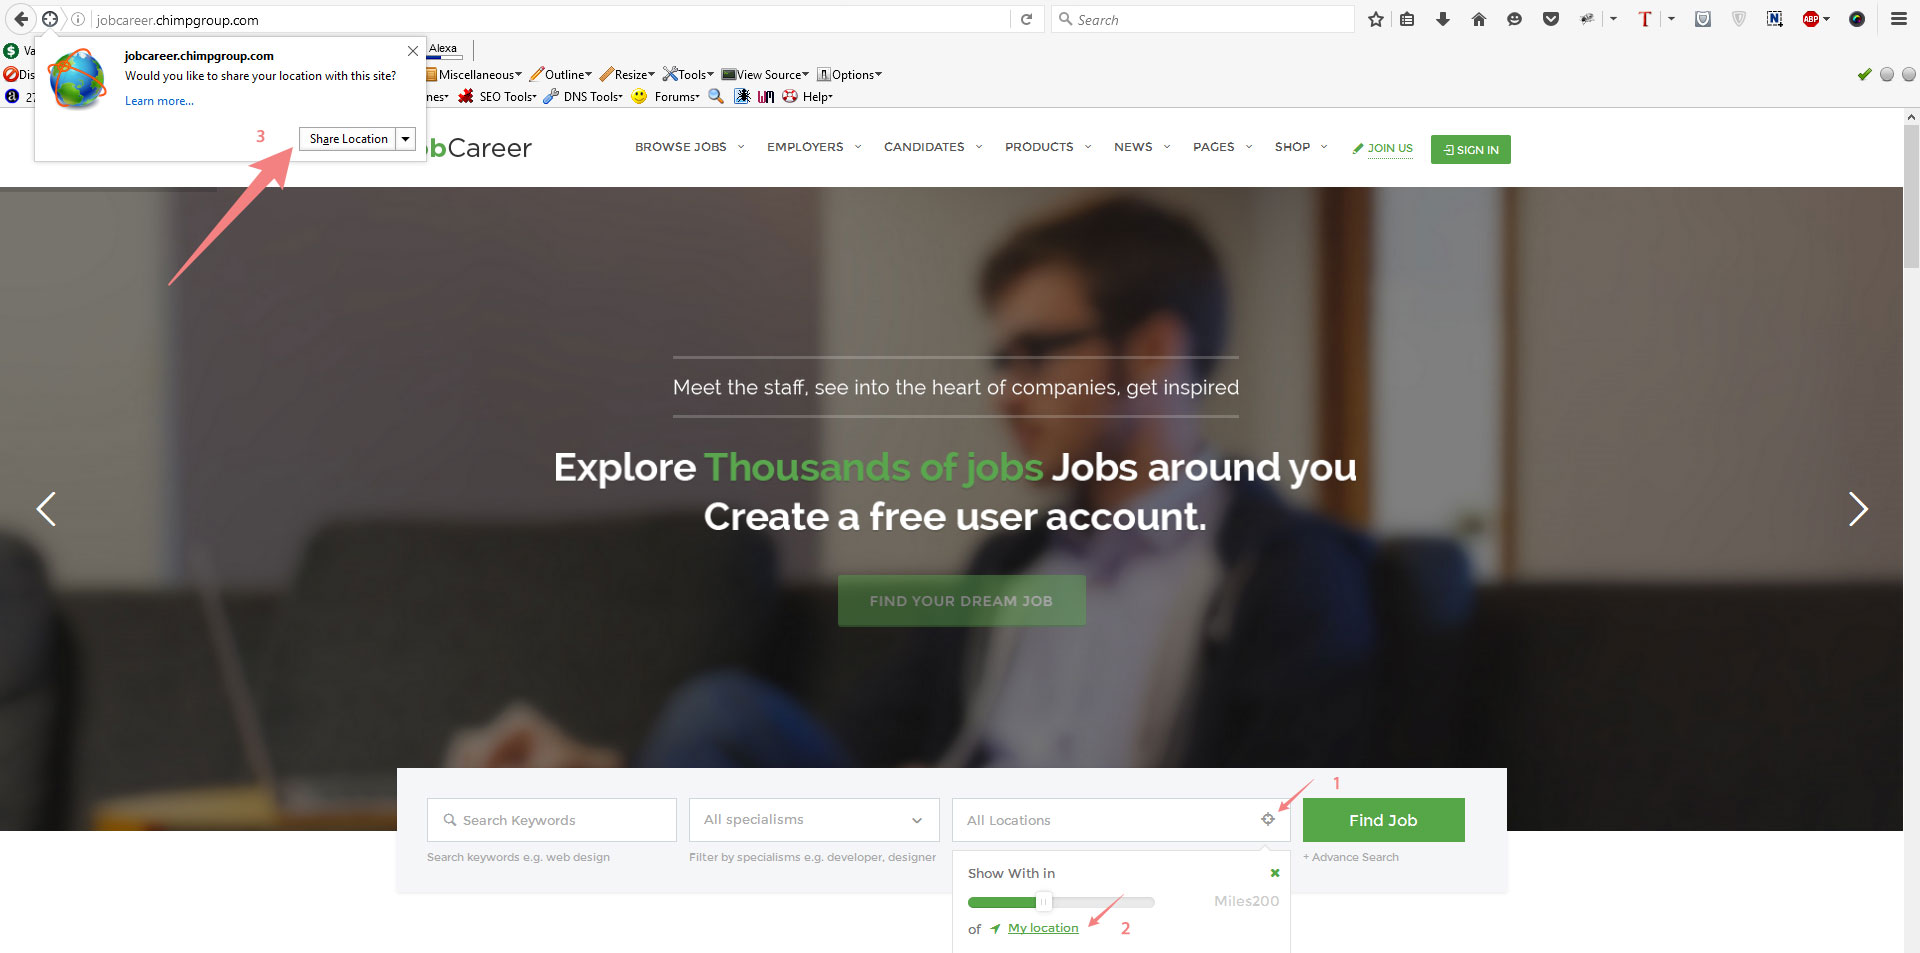 jobcareer.chimpgroup.com
Search
jobcareer.chimpgroup.com
Would you like to share your location with this site?
Learn more...
3
Share Location
Va
Alexa
Dis
Miscellaneous
Outline
Resize
Tools
View Source
Options
27
nes
SEO Tools
DNS Tools
Forums
Help
T
N
ABP
bCareer
BROWSE JOBS
EMPLOYERS
CANDIDATES
PRODUCTS
NEWS
PAGES
SHOP
JOIN US
SIGN IN
Meet the staff, see into the heart of companies, get inspired
Explore Thousands of jobs Jobs around you
Create a free user account.
FIND YOUR DREAM JOB
1
Search Keywords
All specialisms
All Locations
Find Job
Search keywords e.g. web design
Filter by specialisms e.g. developer, designer
+ Advance Search
Show With in
Miles200
of My location
2